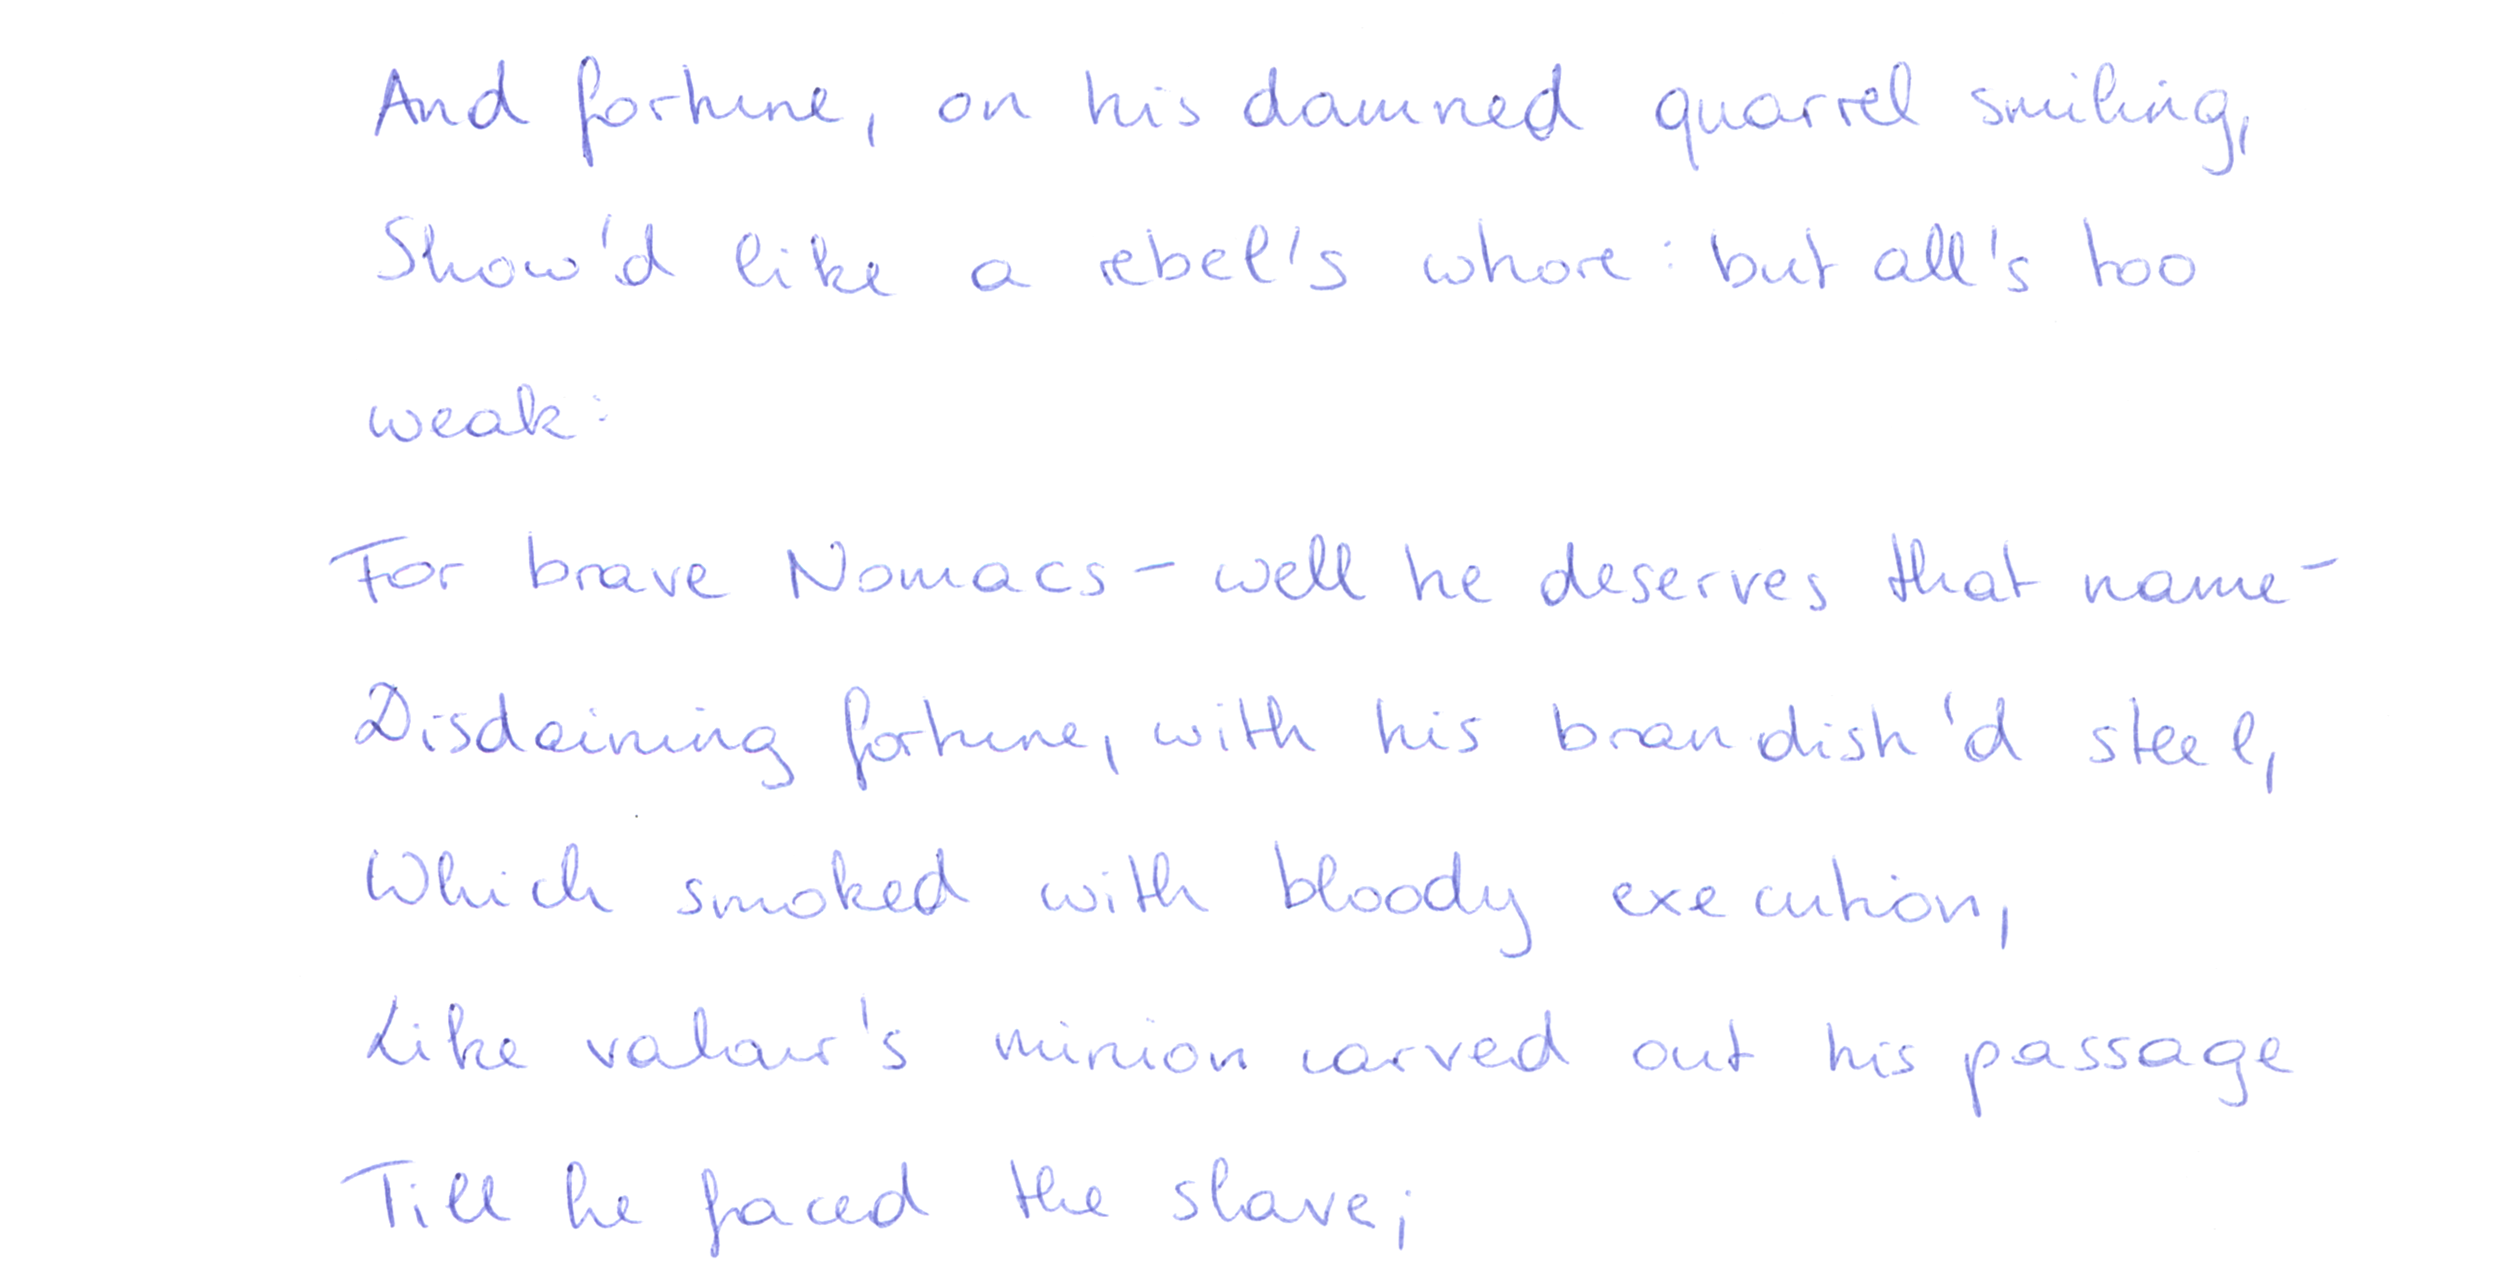 And fortune, on his damned quarrel smiling,
Show'd like a rebel's whore: but all's too
weak:
For brave Nomacs - well he deserves that name -
Disdaining fortune, with his brandish'd steel,
Which smoked with bloody execution,
Like valour's minion carved out his passage
Till he faced the slave;